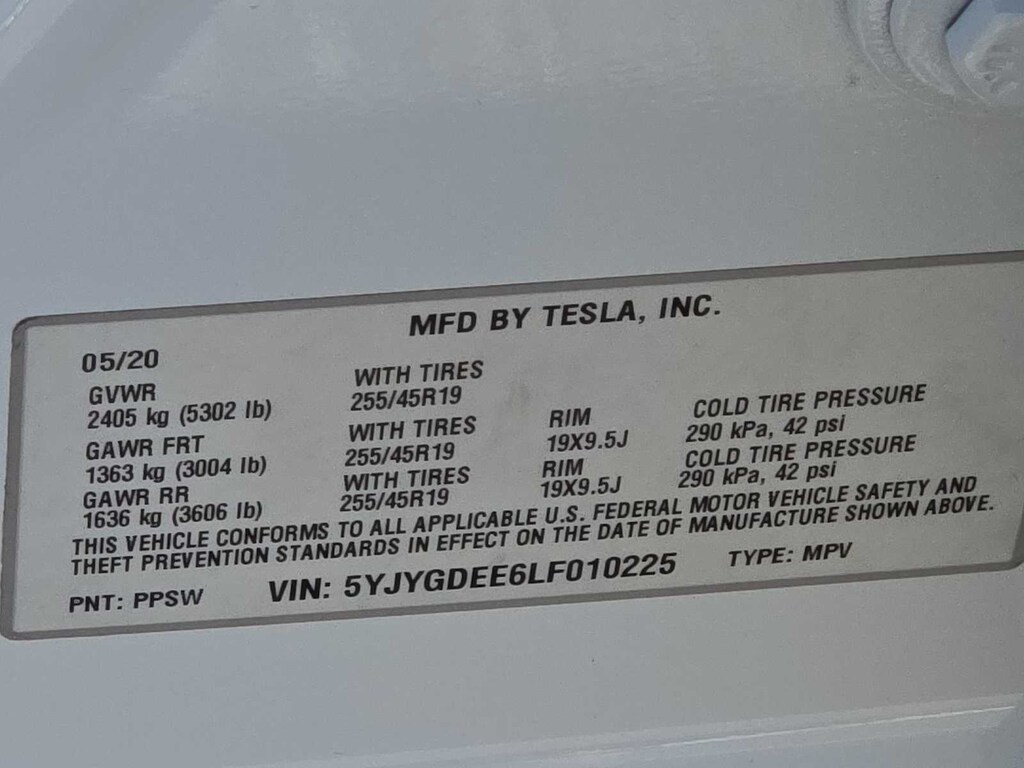 MFD BY TESLA, INC.
05/20
GVWR WITH TIRES
2405 kg (5302 lb) 255/45R19
GAWR FRT WITH TIRES RIM COLD TIRE PRESSURE
1363 kg (3004 lb) 255/45R19 19X9.5J 290 kPa, 42 psi
GAWR RR WITH TIRES RIM COLD TIRE PRESSURE
1636 kg (3606 lb) 255/45R19 19X9.5J 290 kPa, 42 psi
THIS VEHICLE CONFORMS TO ALL APPLICABLE U.S. FEDERAL MOTOR VEHICLE SAFETY AND
THEFT PREVENTION STANDARDS IN EFFECT ON THE DATE OF MANUFACTURE SHOWN ABOVE.
PNT: PPSW VIN: 5YJYGDEE6LF010225 TYPE: MPV